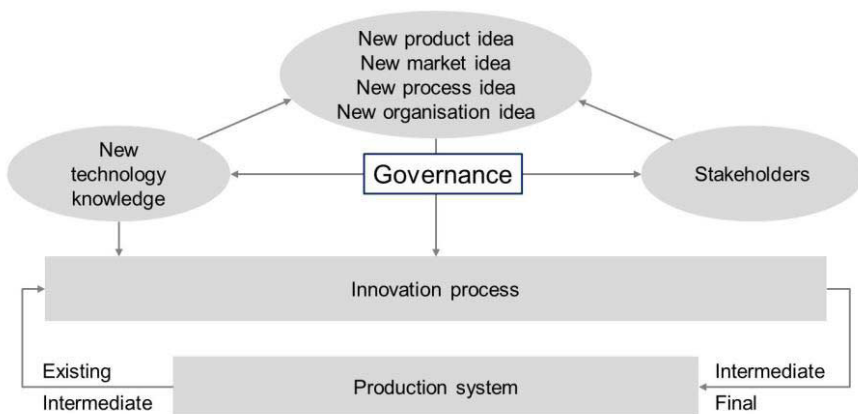 New product idea
New market idea
New process idea
New organisation idea
New
technology
knowledge
Governance
Stakeholders
Innovation process
Existing
Intermediate
Production system
Intermediate
Final